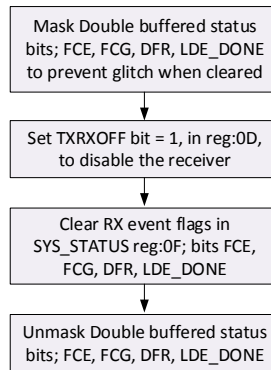 Mask Double buffered status
bits; FCE, FCG, DFR, LDE_DONE
to prevent glitch when cleared
Set TXRXOFF bit = 1, in reg:0D,
to disable the receiver
Clear RX event flags in
SYS_STATUS reg:0F; bits FCE,
FCG, DFR, LDE_DONE
Unmask Double buffered status
bits; FCE, FCG, DFR, LDE_DONE